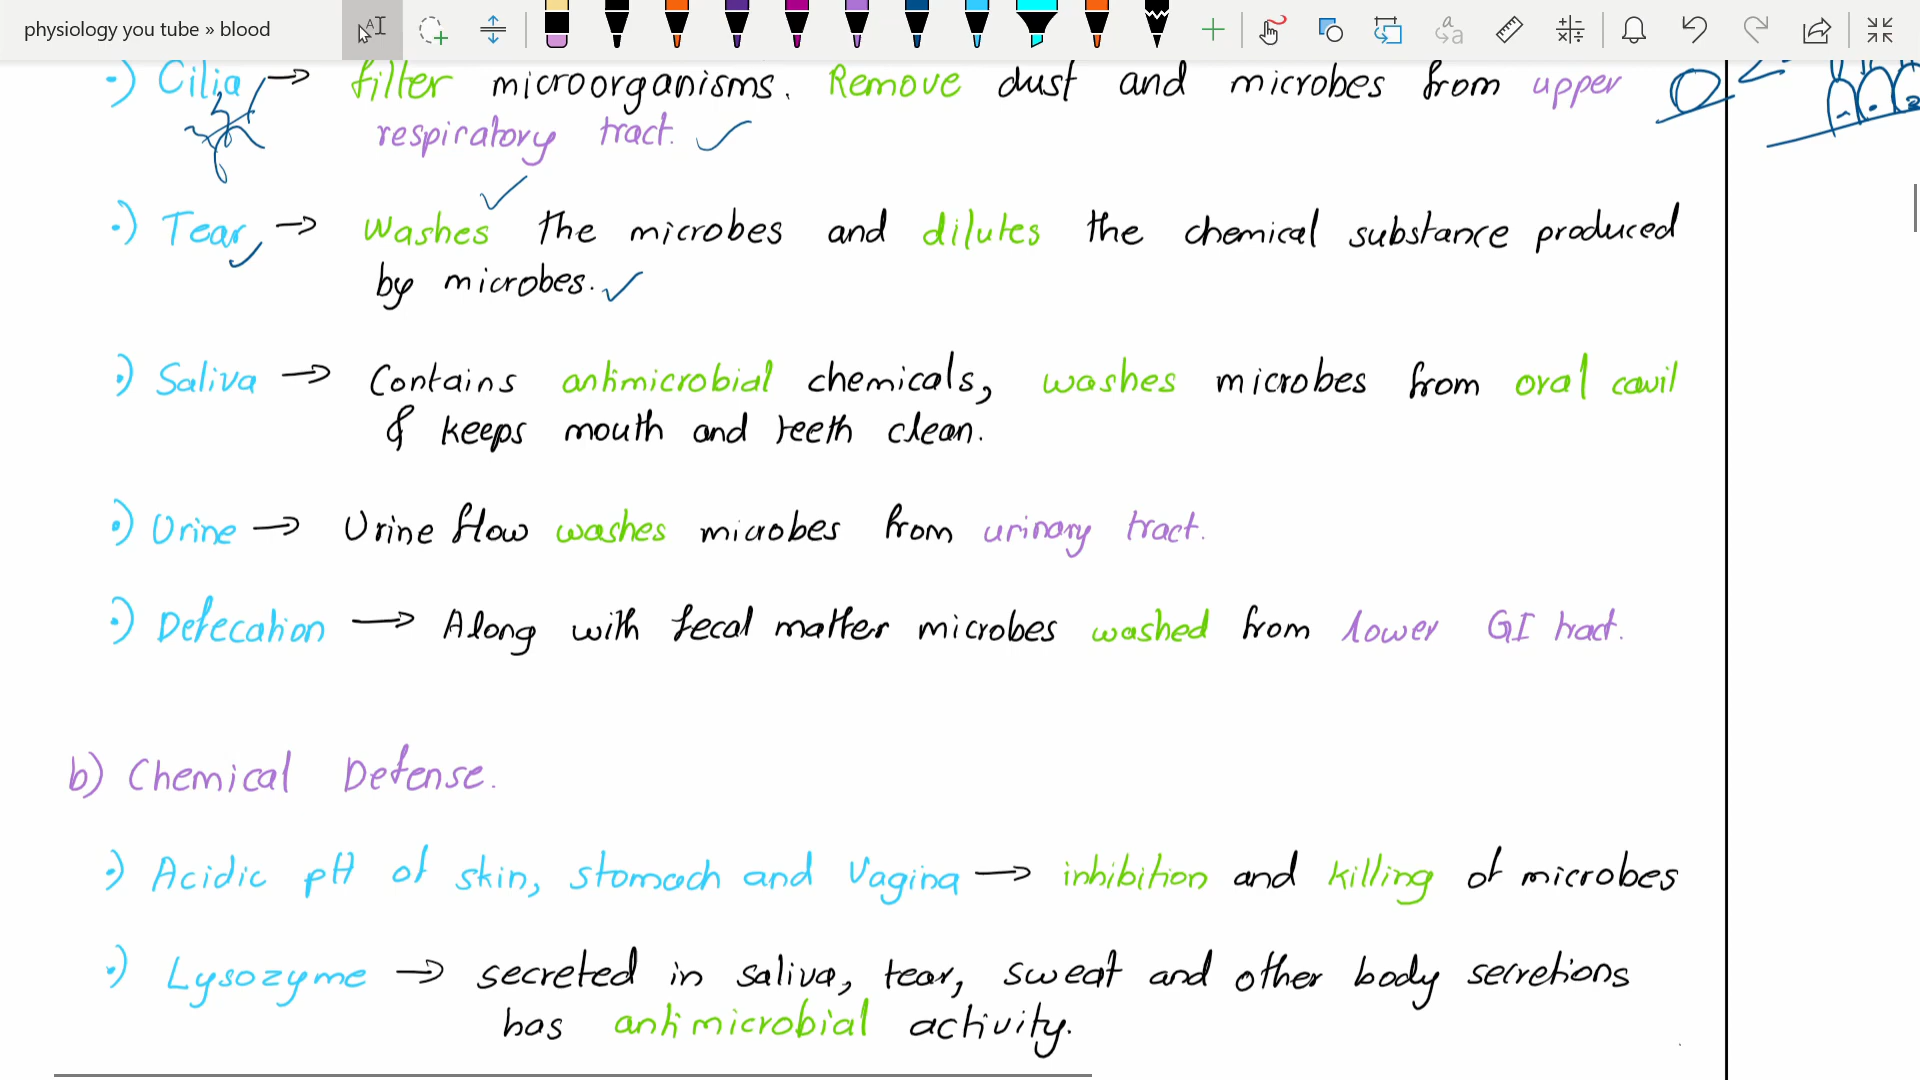 physiology you tube » blood
•) Cilia → filter microorganisms. Remove dust and microbes from upper
respiratory tract.
•) Tear → Washes the microbes and dilutes the chemical substance produced
by microbes.
•) Saliva → Contains antimicrobial chemicals, washes microbes from oral cavil
& keeps mouth and teeth clean.
•) Urine → Urine flow washes microbes from urinary tract.
•) Defecation → Along with fecal matter microbes washed from lower GI tract.
b) Chemical Defense.
•) Acidic pH of skin, stomach and Vagina → inhibition and killing of microbes
•) Lysozyme → secreted in saliva, tear, sweat and other body secretions
has antimicrobial activity.